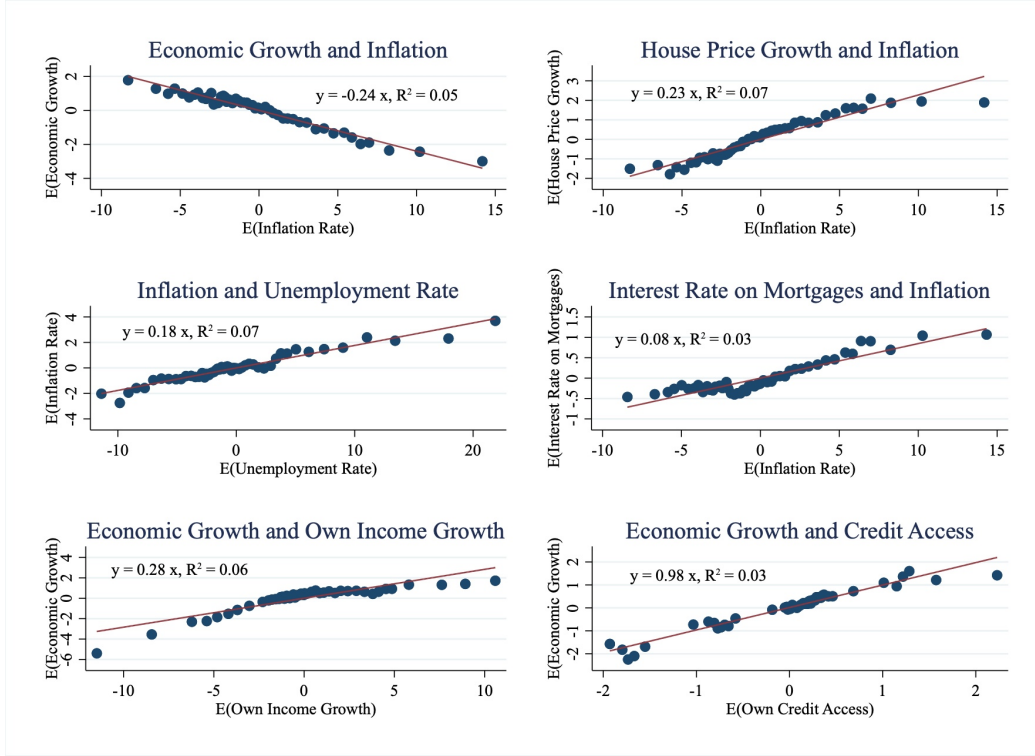 Economic Growth and Inflation
E(Economic Growth)
2
0
-2
-4
y = -0.24 x, R² = 0.05
-10 -5 0 5 10 15
E(Inflation Rate)
House Price Growth and Inflation
E(House Price Growth)
3
2
1
0
-1
-2
y = 0.23 x, R² = 0.07
-10 -5 0 5 10 15
E(Inflation Rate)
Inflation and Unemployment Rate
E(Inflation Rate)
4
2
0
-2
-4
y = 0.18 x, R² = 0.07
-10 0 10 20
E(Unemployment Rate)
Interest Rate on Mortgages and Inflation
E(Interest Rate on Mortgages)
1.5
1
.5
0
-.5
-1
y = 0.08 x, R² = 0.03
-10 -5 0 5 10 15
E(Inflation Rate)
Economic Growth and Own Income Growth
E(Economic Growth)
4
2
0
-2
-4
-6
y = 0.28 x, R² = 0.06
-10 -5 0 5 10
E(Own Income Growth)
Economic Growth and Credit Access
E(Economic Growth)
2
1
0
-1
-2
y = 0.98 x, R² = 0.03
-2 -1 0 1 2
E(Own Credit Access)